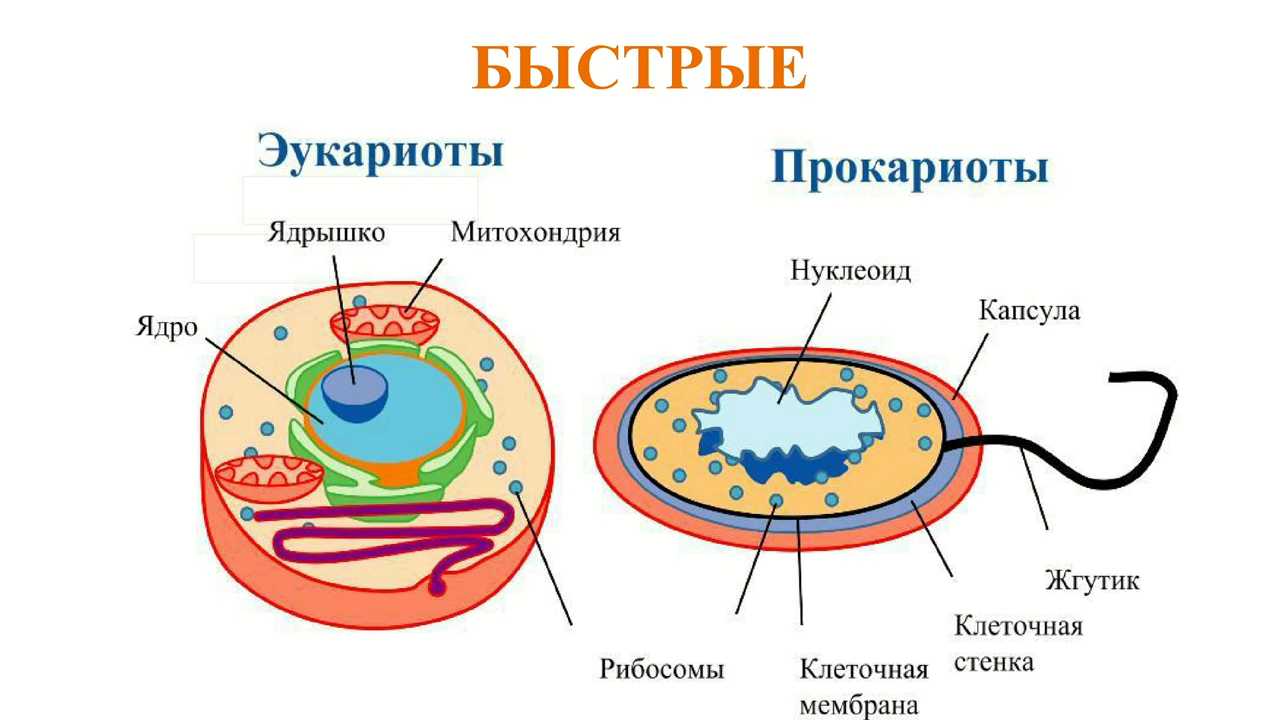 БЫСТРЫЕ
Эукариоты
Прокариоты
Ядрышко
Митохондрия
Ядро
Нуклеоид
Капсула
Жгутик
Клеточная
стенка
Рибосомы
Клеточная
мембрана